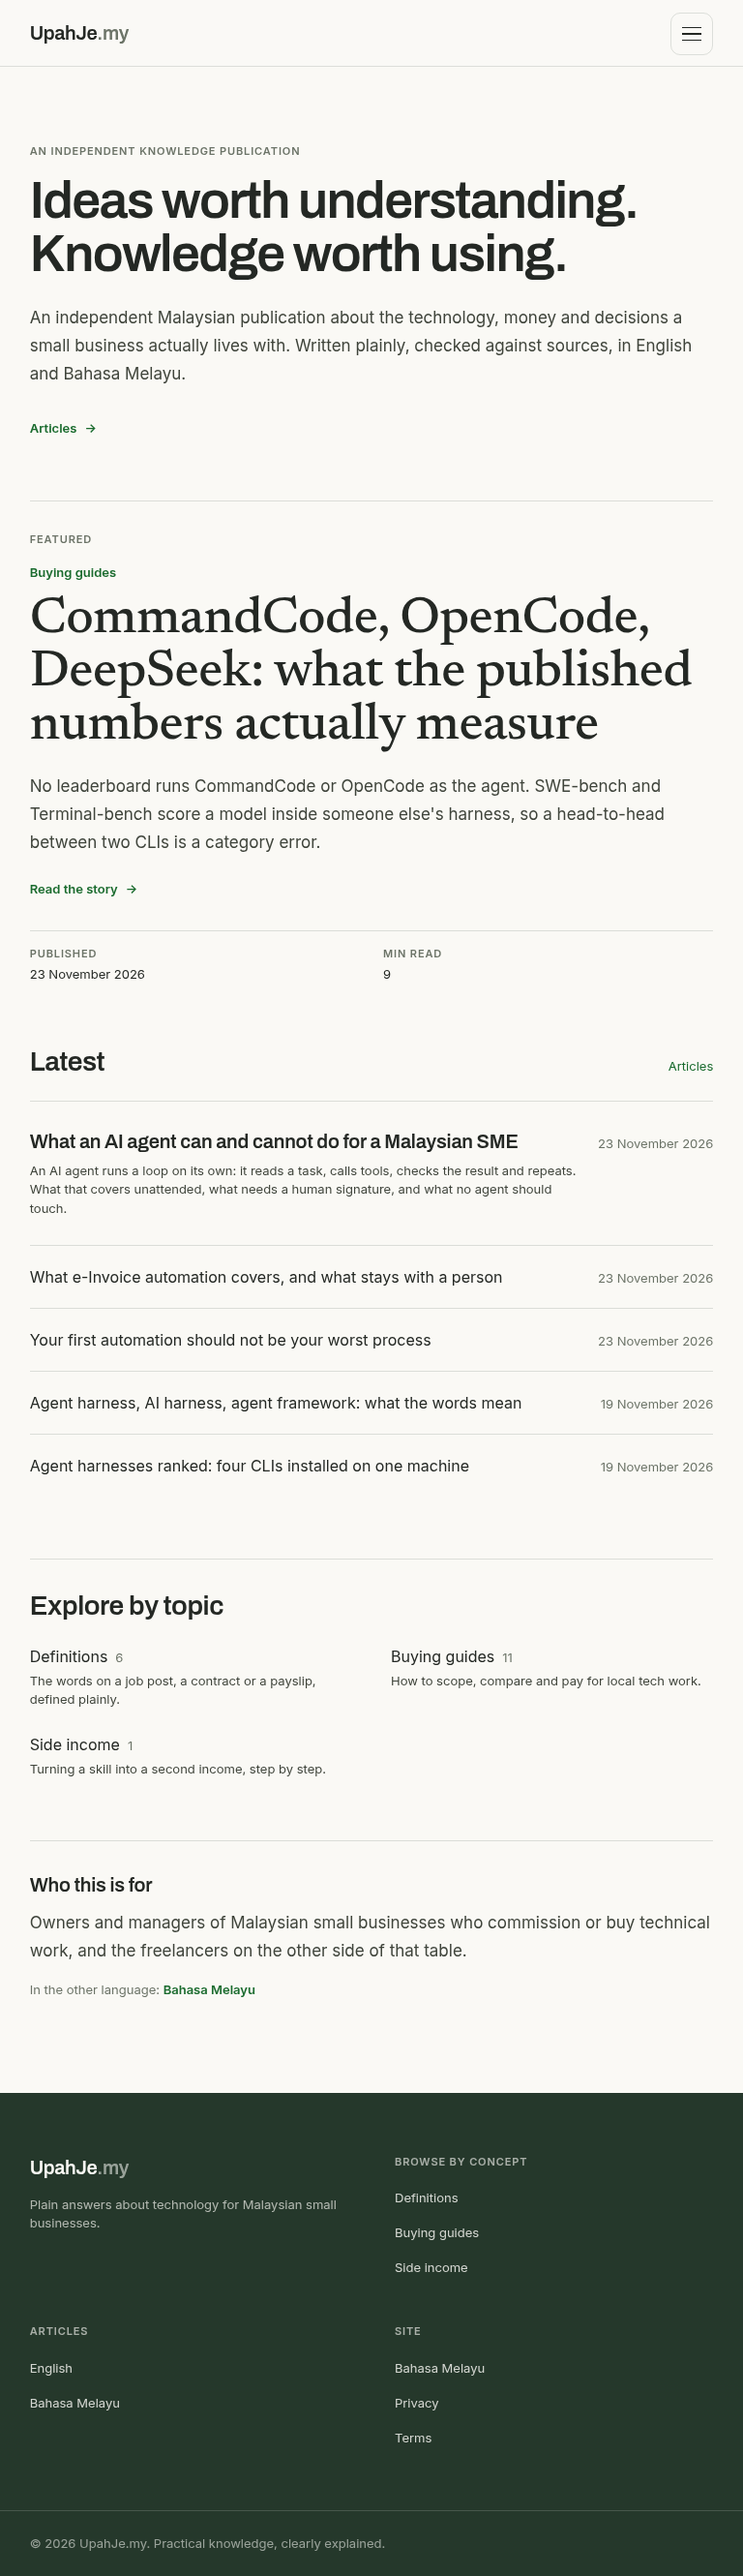 UpahJe.my
AN INDEPENDENT KNOWLEDGE PUBLICATION
Ideas worth understanding.
Knowledge worth using.
An independent Malaysian publication about the technology, money and decisions a
small business actually lives with. Written plainly, checked against sources, in English
and Bahasa Melayu.
Articles →
FEATURED
Buying guides
CommandCode, OpenCode,
DeepSeek: what the published
numbers actually measure
No leaderboard runs CommandCode or OpenCode as the agent. SWE-bench and
Terminal-bench score a model inside someone else's harness, so a head-to-head
between two CLIs is a category error.
Read the story →
PUBLISHED
23 November 2026
MIN READ
9
Latest
Articles
What an AI agent can and cannot do for a Malaysian SME
23 November 2026
An AI agent runs a loop on its own: it reads a task, calls tools, checks the result and repeats.
What that covers unattended, what needs a human signature, and what no agent should
touch.
What e-Invoice automation covers, and what stays with a person
23 November 2026
Your first automation should not be your worst process
23 November 2026
Agent harness, AI harness, agent framework: what the words mean
19 November 2026
Agent harnesses ranked: four CLIs installed on one machine
19 November 2026
Explore by topic
Definitions 6
The words on a job post, a contract or a payslip,
defined plainly.
Buying guides 11
How to scope, compare and pay for local tech work.
Side income 1
Turning a skill into a second income, step by step.
Who this is for
Owners and managers of Malaysian small businesses who commission or buy technical
work, and the freelancers on the other side of that table.
In the other language: Bahasa Melayu
UpahJe.my
Plain answers about technology for Malaysian small
businesses.
BROWSE BY CONCEPT
Definitions
Buying guides
Side income
ARTICLES
English
Bahasa Melayu
SITE
Bahasa Melayu
Privacy
Terms
© 2026 UpahJe.my. Practical knowledge, clearly explained.